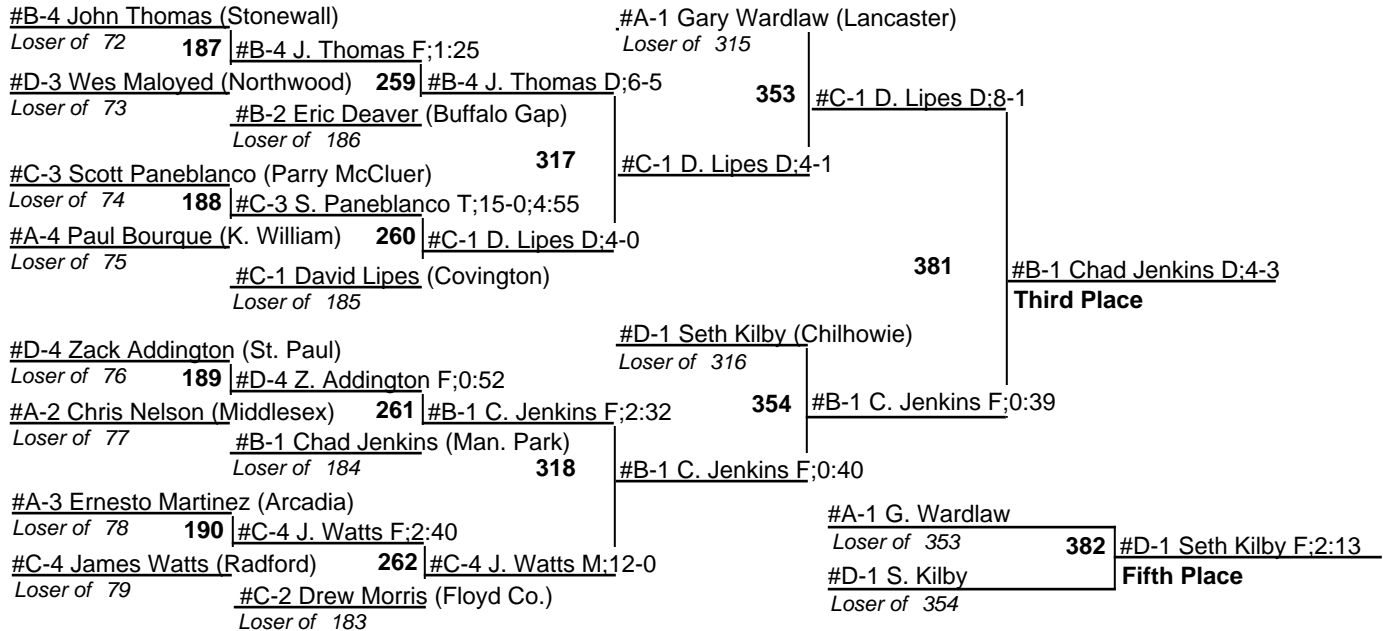 #B-4 John Thomas (Stonewall)
Loser of 72
187
#B-4 J. Thomas F;1:25
#D-3 Wes Maloyed (Northwood)
Loser of 73
259
#B-4 J. Thomas D;6-5
#B-2 Eric Deaver (Buffalo Gap)
Loser of 186
317
#C-1 D. Lipes D;4-1
#C-3 Scott Paneblanco (Parry McCluer)
Loser of 74
188
#C-3 S. Paneblanco T;15-0;4:55
#A-4 Paul Bourque (K. William)
Loser of 75
260
#C-1 D. Lipes D;4-0
#C-1 David Lipes (Covington)
Loser of 185
#A-1 Gary Wardlaw (Lancaster)
Loser of 315
353
#C-1 D. Lipes D;8-1
381
#B-1 Chad Jenkins D;4-3
Third Place
#D-4 Zack Addington (St. Paul)
Loser of 76
189
#D-4 Z. Addington F;0:52
#A-2 Chris Nelson (Middlesex)
Loser of 77
261
#B-1 C. Jenkins F;2:32
#B-1 Chad Jenkins (Man. Park)
Loser of 184
318
#B-1 C. Jenkins F;0:40
#D-1 Seth Kilby (Chilhowie)
Loser of 316
354
#B-1 C. Jenkins F;0:39
#A-3 Ernesto Martinez (Arcadia)
Loser of 78
190
#C-4 J. Watts F;2:40
#C-4 James Watts (Radford)
Loser of 79
262
#C-4 J. Watts M;12-0
#C-2 Drew Morris (Floyd Co.)
Loser of 183
#A-1 G. Wardlaw
Loser of 353
382
#D-1 Seth Kilby F;2:13
Fifth Place
#D-1 S. Kilby
Loser of 354